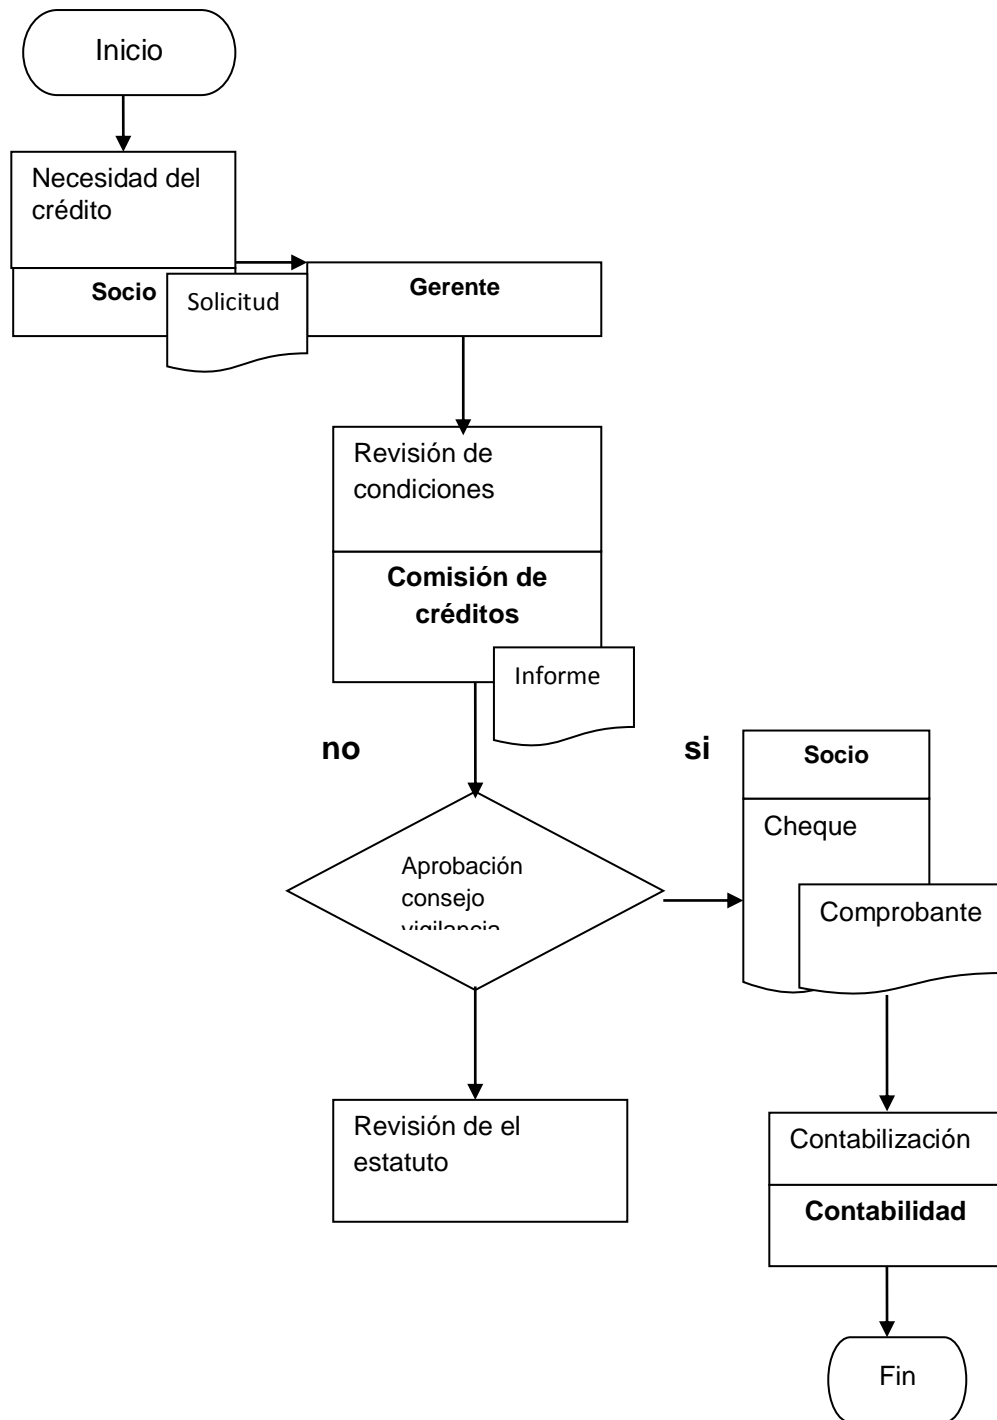 Inicio
Necesidad del
crédito
Socio
Solicitud
Gerente
Revisión de
condiciones
Comisión de
créditos
Informe
no
si
Socio
Cheque
Comprobante
Aprobación
consejo
vigilancia
Revisión de el
estatuto
Contabilización
Contabilidad
Fin